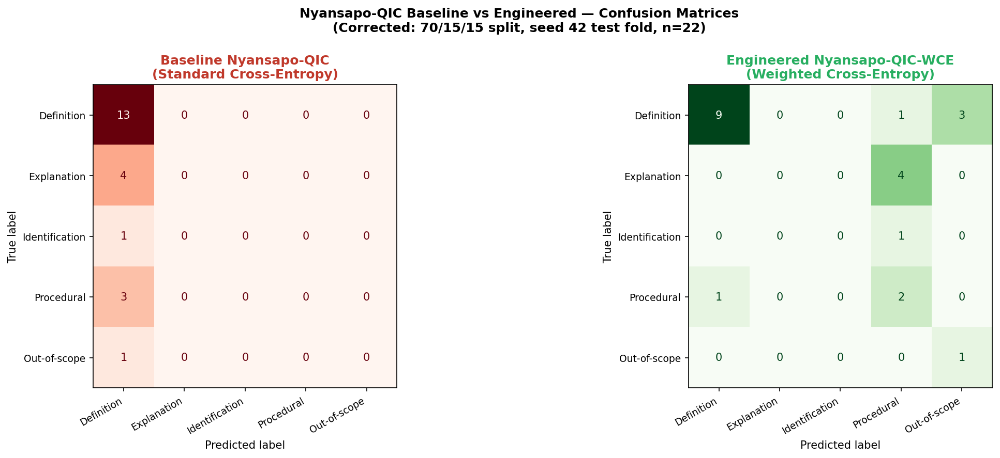 Nyansapo-QIC Baseline vs Engineered — Confusion Matrices
(Corrected: 70/15/15 split, seed 42 test fold, n=22)
Baseline Nyansapo-QIC
(Standard Cross-Entropy)
True label
Definition 13 0 0 0 0
Explanation 4 0 0 0 0
Identification 1 0 0 0 0
Procedural 3 0 0 0 0
Out-of-scope 1 0 0 0 0
Definition Explanation Identification Procedural Out-of-scope
Predicted label
Engineered Nyansapo-QIC-WCE
(Weighted Cross-Entropy)
True label
Definition 9 0 0 1 3
Explanation 0 0 0 4 0
Identification 0 0 0 1 0
Procedural 1 0 0 2 0
Out-of-scope 0 0 0 0 1
Definition Explanation Identification Procedural Out-of-scope
Predicted label